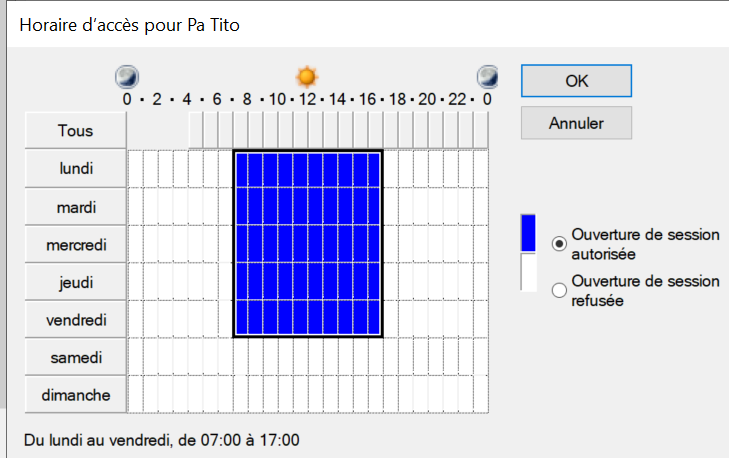 Horaire d'accès pour Pa Tito
0 · 2 · 4 · 6 · 8 · 10 · 12 · 14 · 16 · 18 · 20 · 22 · 0
OK
Annuler
Tous
lundi
mardi
mercredi
jeudi
vendredi
samedi
dimanche
Ouverture de session
autorisée
Ouverture de session
refusée
Du lundi au vendredi, de 07:00 à 17:00